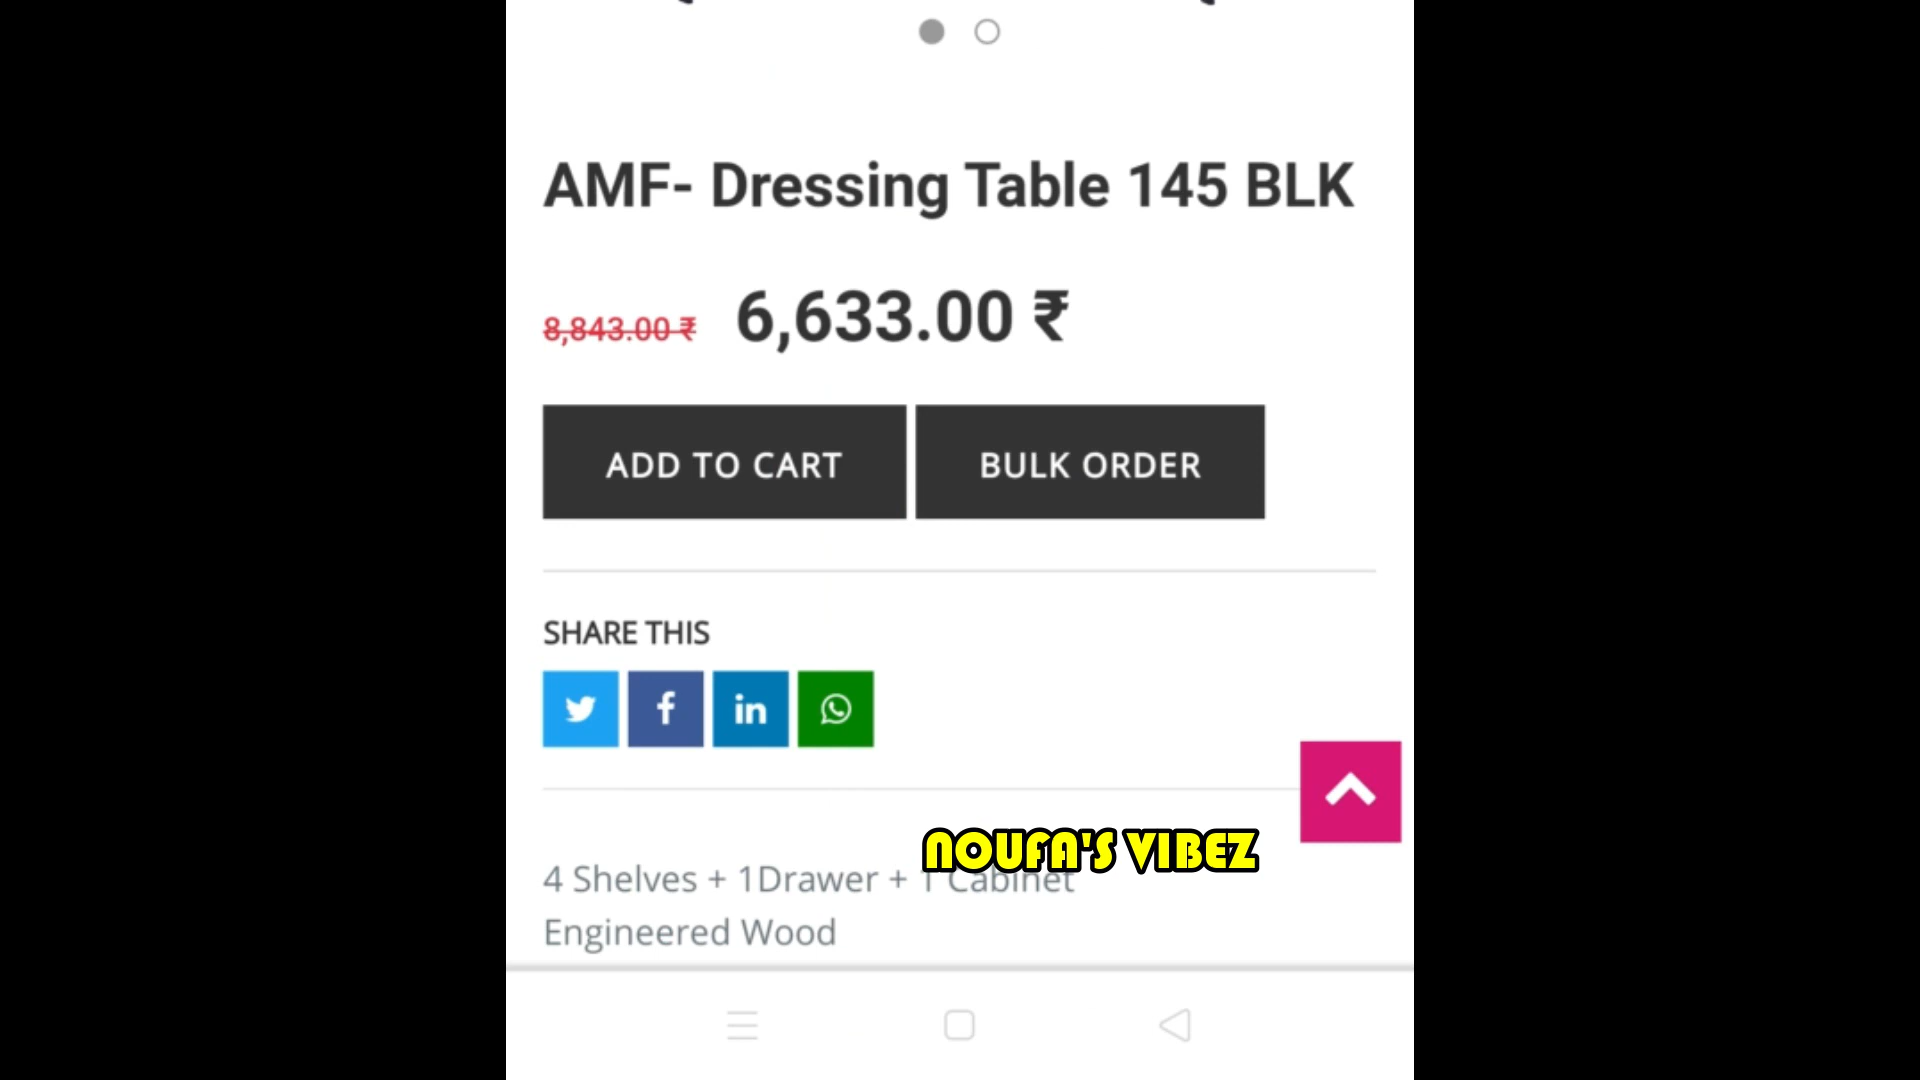 AMF- Dressing Table 145 BLK
8,843.00 ₹ 6,633.00 ₹
ADD TO CART BULK ORDER
SHARE THIS
f in
NOUFA'S VIBEZ
4 Shelves + 1Drawer + 1 Cabinet
Engineered Wood